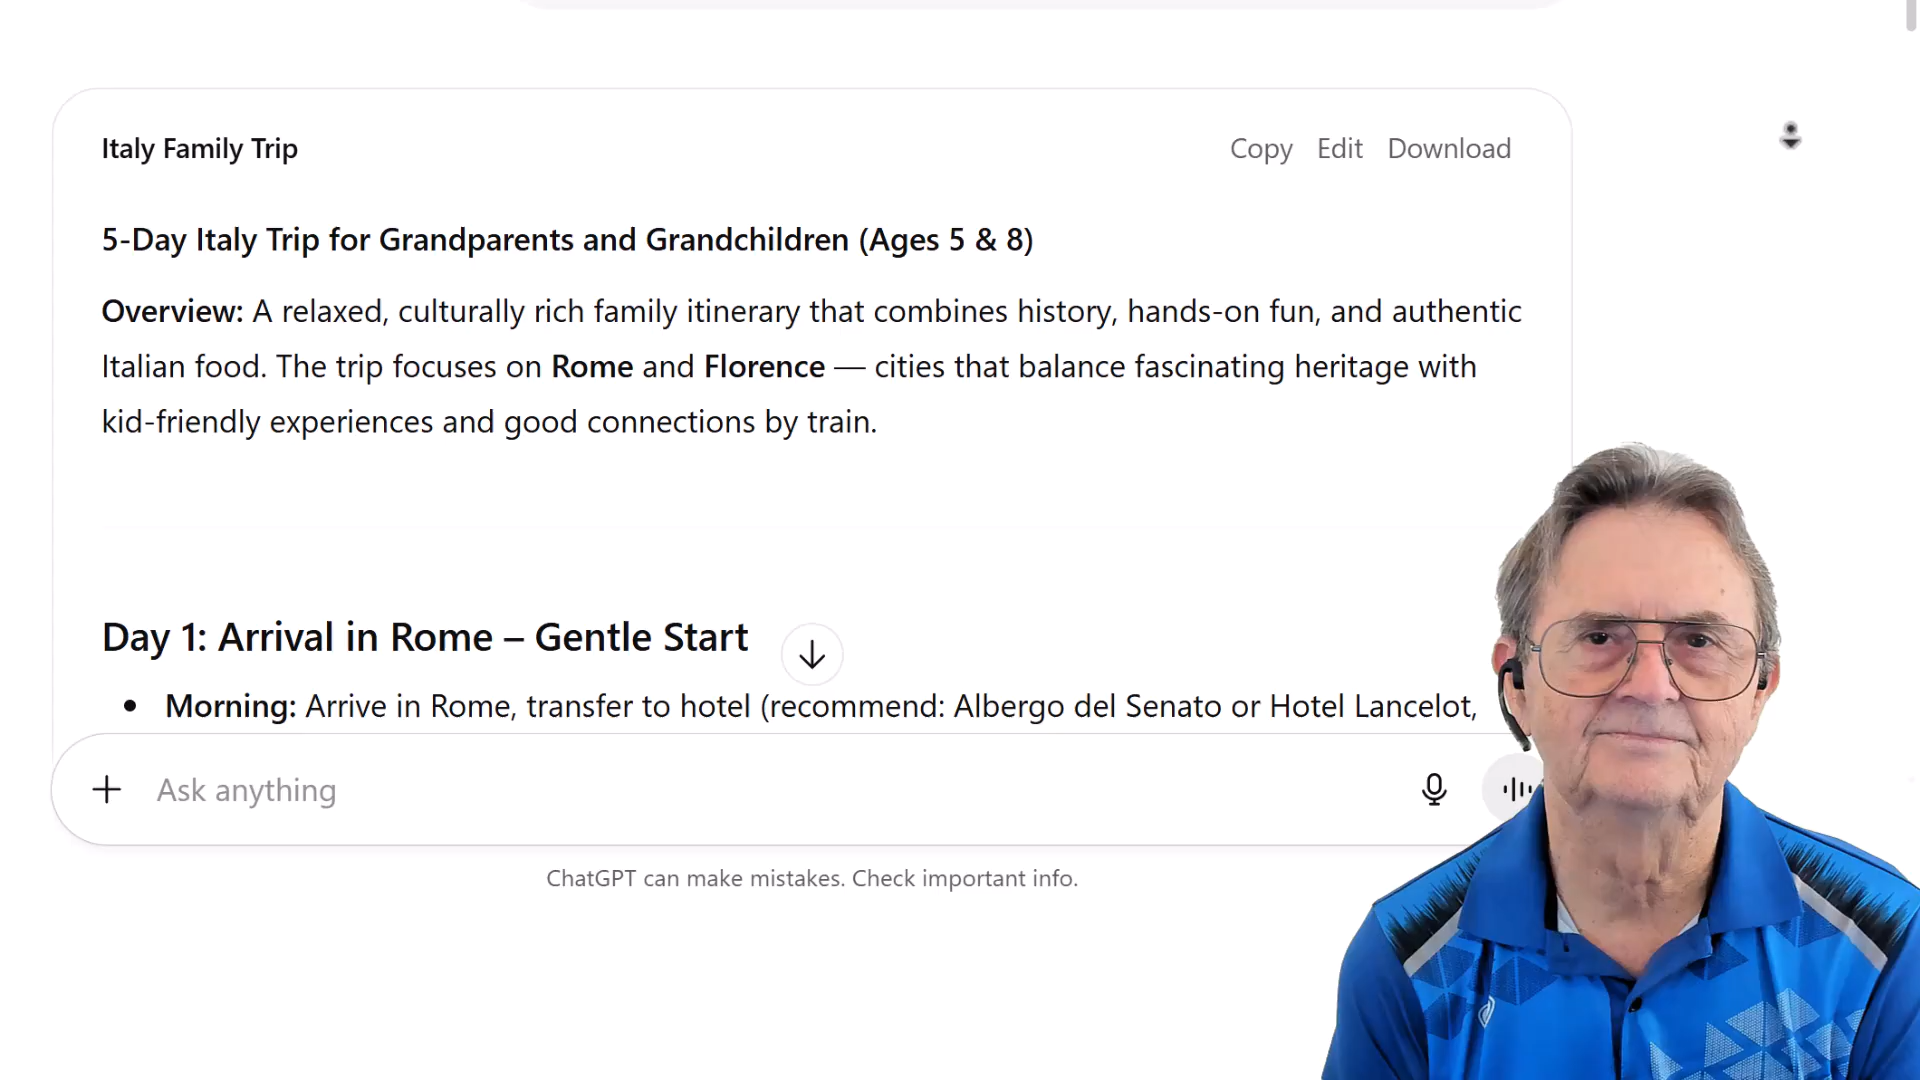 Italy Family Trip
Copy Edit Download
5-Day Italy Trip for Grandparents and Grandchildren (Ages 5 & 8)
Overview: A relaxed, culturally rich family itinerary that combines history, hands-on fun, and authentic
Italian food. The trip focuses on Rome and Florence — cities that balance fascinating heritage with
kid-friendly experiences and good connections by train.
Day 1: Arrival in Rome – Gentle Start
• Morning: Arrive in Rome, transfer to hotel (recommend: Albergo del Senato or Hotel Lancelot,
Ask anything
ChatGPT can make mistakes. Check important info.